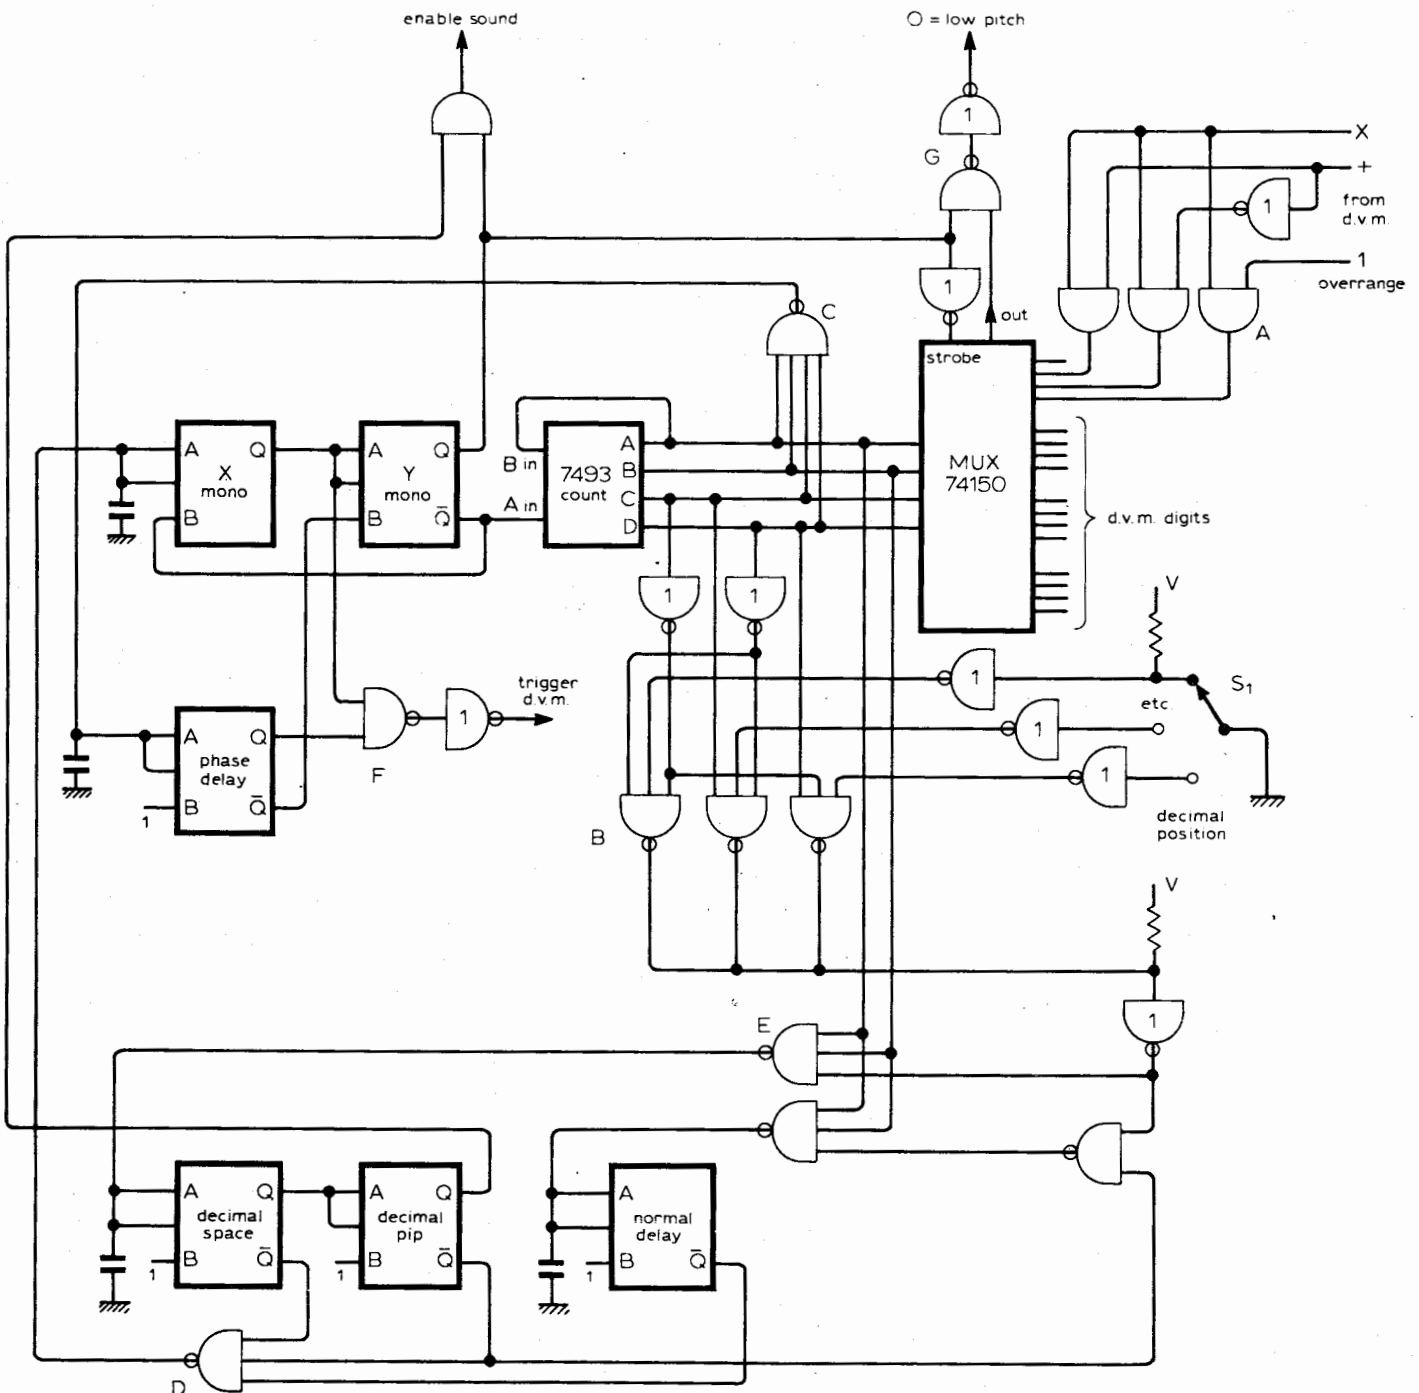 enable sound
O = low pitch
1
G
X
+
from
d.v.m.
1
1
overrange
1
C
out
A
strobe
A
Q
X
mono
B
A
Q
Y
mono
B
Q̅
B in
A in
7493
count
A
B
C
D
MUX
74150
d.v.m. digits
1
1
V
S1
1
etc.
1
1
decimal
position
trigger
d.v.m.
1
F
A
Q
phase
delay
B
Q̅
1
B
V
1
E
A
Q
decimal
space
B
Q̅
1
A
Q
decimal
pip
B
Q̅
1
A
normal
delay
B
Q̅
1
D